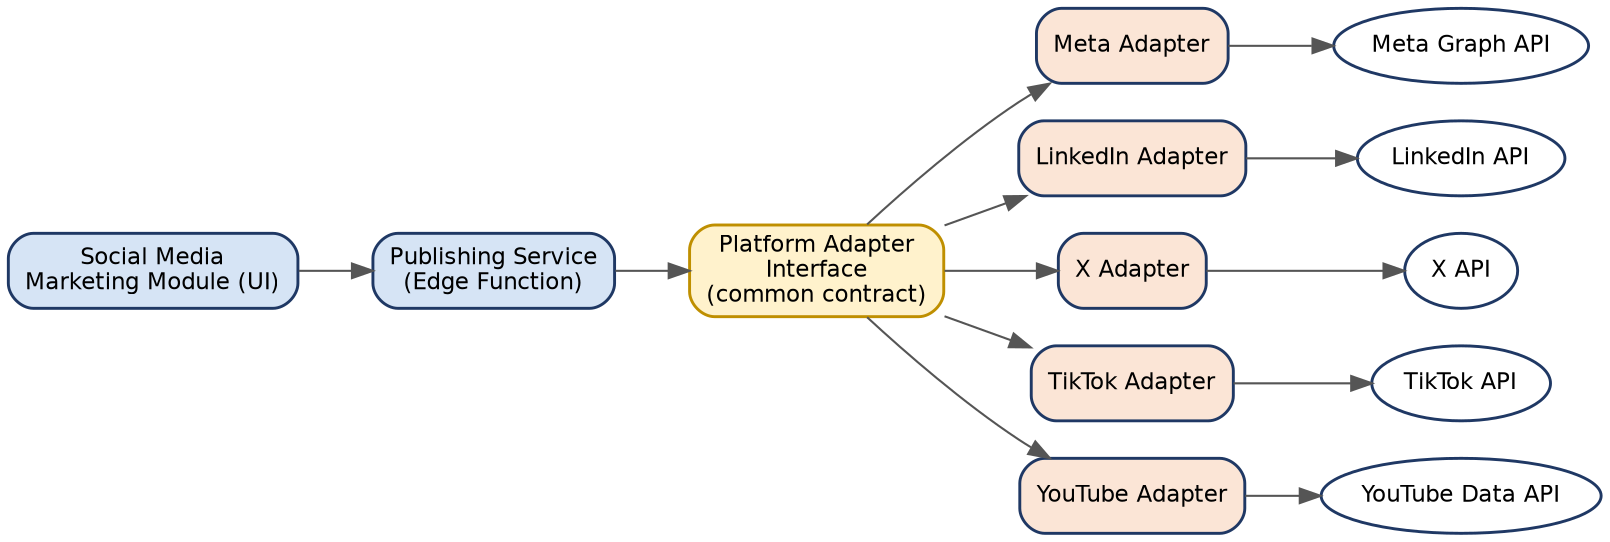 Social Media
Marketing Module (UI)
Publishing Service
(Edge Function)
Platform Adapter
Interface
(common contract)
Meta Adapter
Meta Graph API
LinkedIn Adapter
LinkedIn API
X Adapter
X API
TikTok Adapter
TikTok API
YouTube Adapter
YouTube Data API